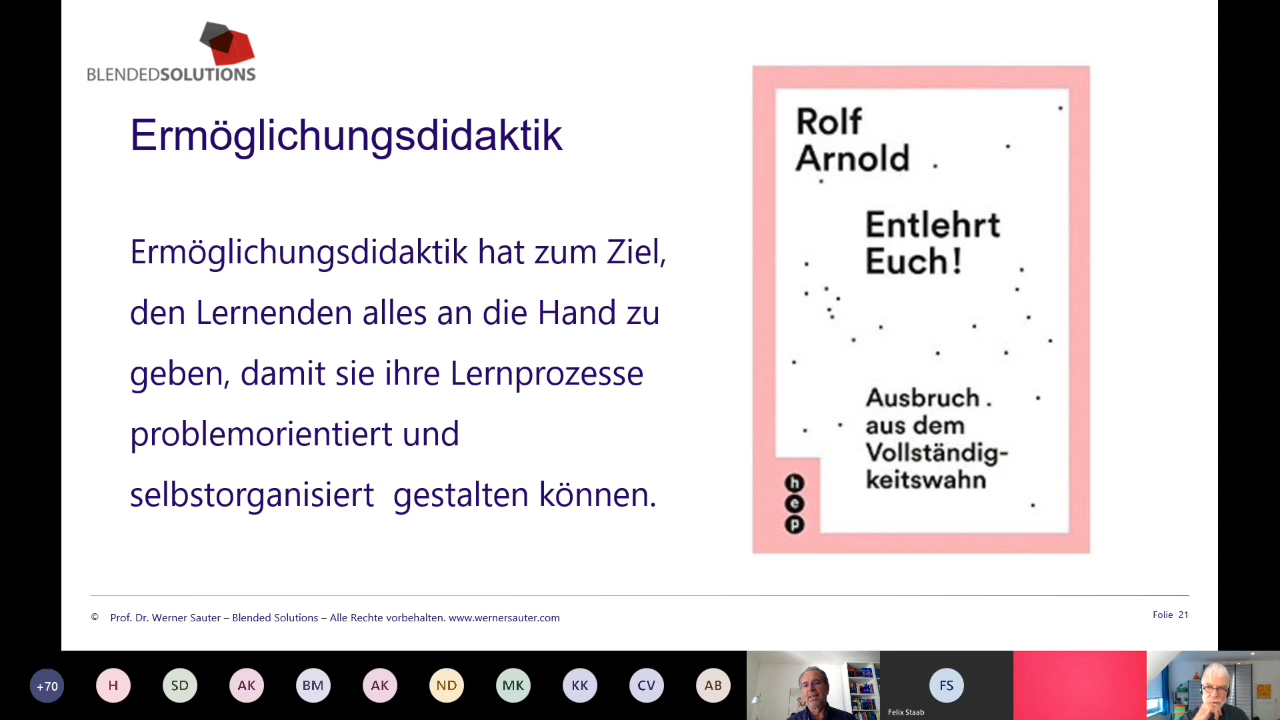 BLENDEDSOLUTIONS
Ermöglichungsdidaktik
Ermöglichungsdidaktik hat zum Ziel,
den Lernenden alles an die Hand zu
geben, damit sie ihre Lernprozesse
problemorientiert und
selbstorganisiert gestalten können.
Rolf
Arnold
Entlehrt
Euch!
Ausbruch
aus dem
Vollständig-
keitswahn
h
e
p
© Prof. Dr. Werner Sauter – Blended Solutions – Alle Rechte vorbehalten. www.wernersauter.com
Folie 21
+70
H
SD
AK
BM
AK
ND
MK
KK
CV
AB
FS
Felix Staab